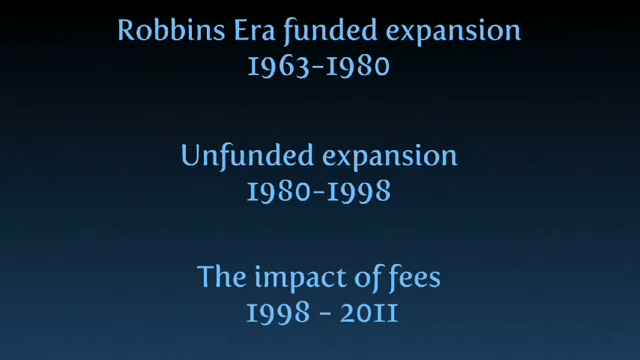 Robbins Era funded expansion
1963-1980
Unfunded expansion
1980-1998
The impact of fees
1998 - 2011